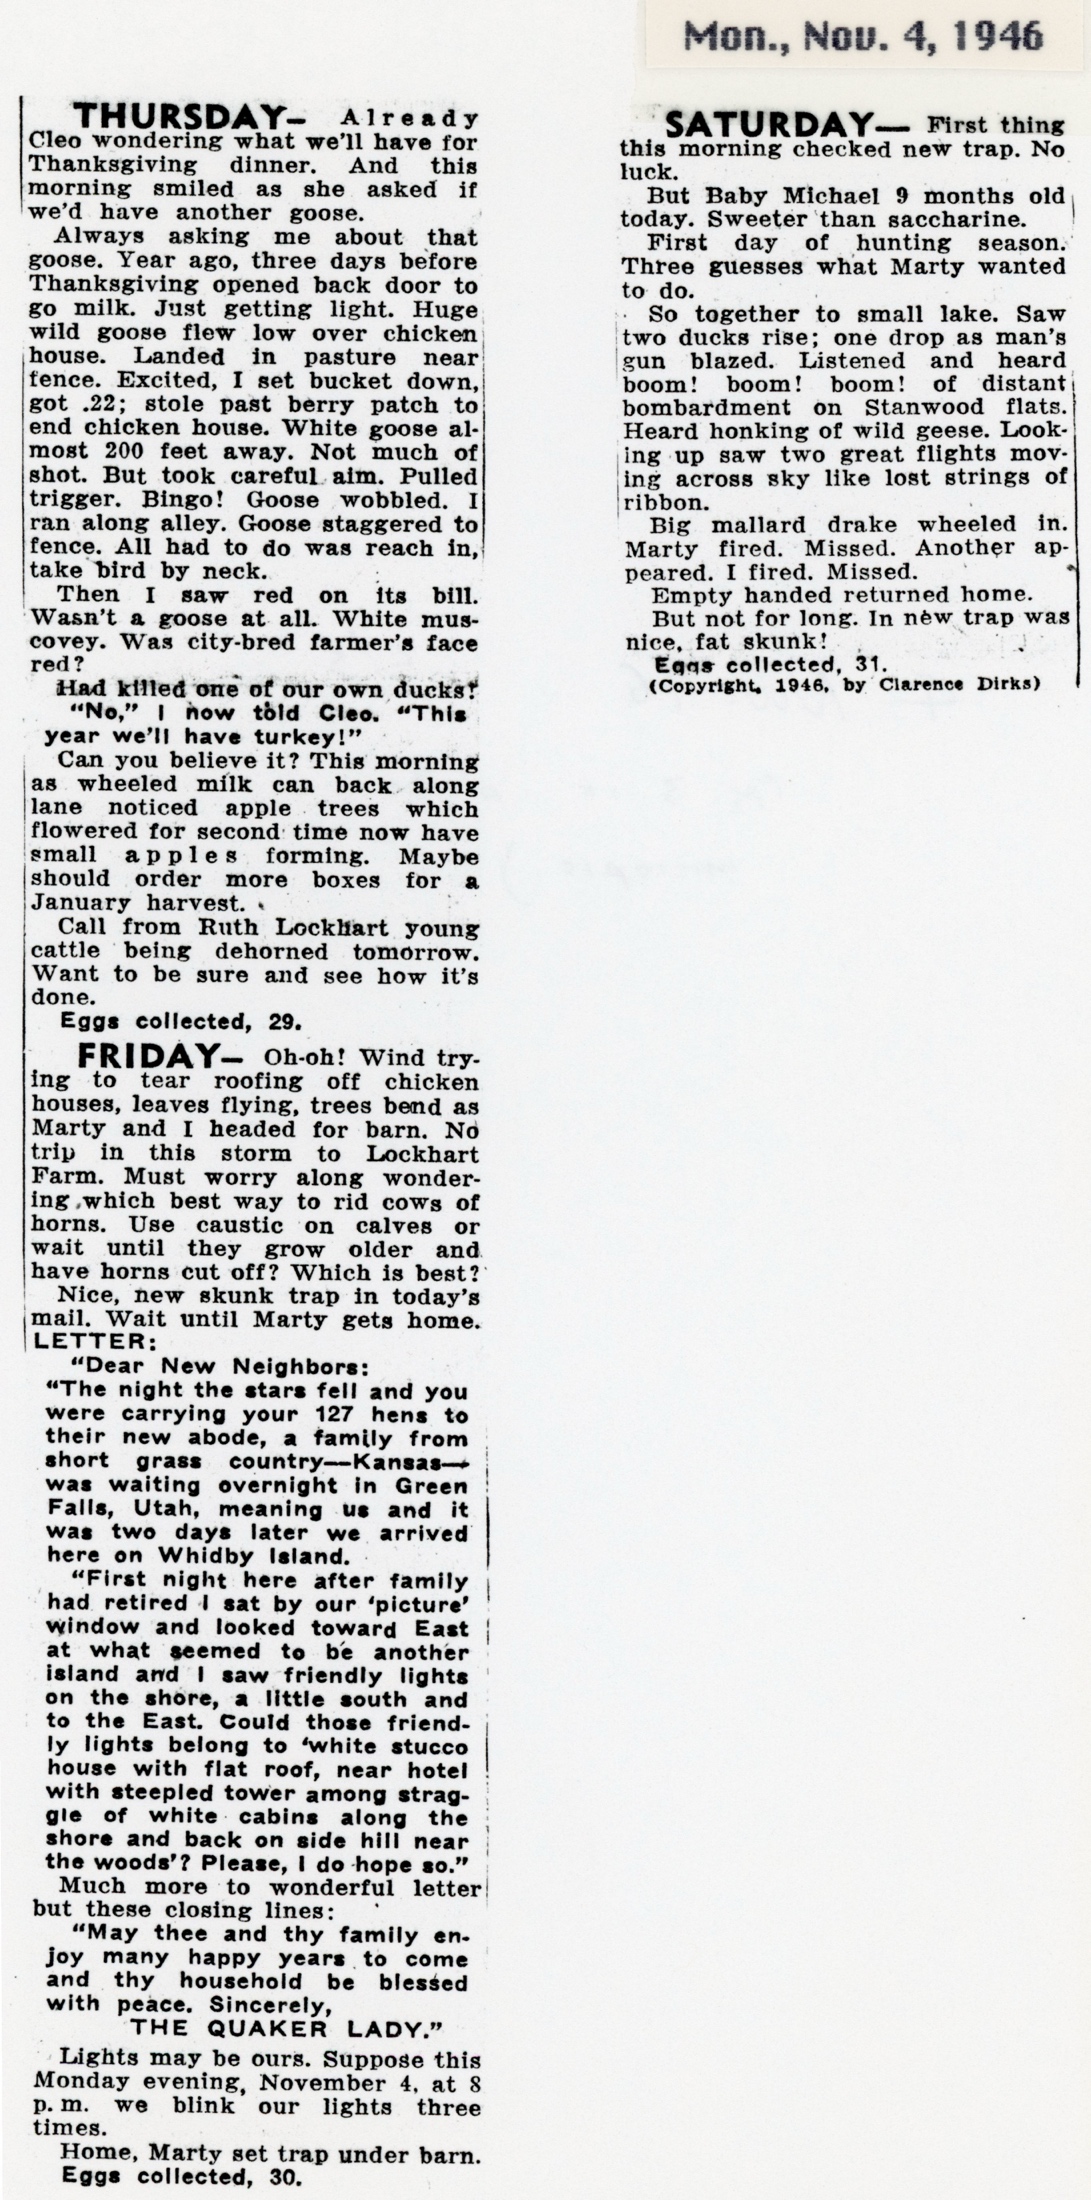 Mon., Nov. 4, 1946
THURSDAY— Already
Cleo wondering what we'll have for
Thanksgiving dinner. And this
morning smiled as she asked if
we'd have another goose.
Always asking me about that
goose. Year ago, three days before
Thanksgiving opened back door to
go milk. Just getting light. Huge
wild goose flew low over chicken
house. Landed in pasture near
fence. Excited, I set bucket down,
got .22; stole past berry patch to
end chicken house. White goose al-
most 200 feet away. Not much of
shot. But took careful aim. Pulled
trigger. Bingo! Goose wobbled. I
ran along alley. Goose staggered to
fence. All had to do was reach in,
take bird by neck.
Then I saw red on its bill.
Wasn't a goose at all. White mus-
covey. Was city-bred farmer's face
red?
Had killed one of our own ducks!
"No," I now told Cleo. "This
year we'll have turkey!"
Can you believe it? This morning
as wheeled milk can back along
lane noticed apple trees which
flowered for second time now have
small apples forming. Maybe
should order more boxes for a
January harvest.
Call from Ruth Lockhart young
cattle being dehorned tomorrow.
Want to be sure and see how it's
done.
Eggs collected, 29.
FRIDAY— Oh-oh! Wind try-
ing to tear roofing off chicken
houses, leaves flying, trees bend as
Marty and I headed for barn. No
trip in this storm to Lockhart
Farm. Must worry along wonder-
ing which best way to rid cows of
horns. Use caustic on calves or
wait until they grow older and
have horns cut off? Which is best?
Nice, new skunk trap in today's
mail. Wait until Marty gets home.
LETTER:
"Dear New Neighbors:
"The night the stars fell and you
were carrying your 127 hens to
their new abode, a family from
short grass country—Kansas—
was waiting overnight in Green
Falls, Utah, meaning us and it
was two days later we arrived
here on Whidby Island.
"First night here after family
had retired I sat by our 'picture'
window and looked toward East
at what seemed to be another
island and I saw friendly lights
on the shore, a little south and
to the East. Could those friend-
ly lights belong to 'white stucco
house with flat roof, near hotel
with steepled tower among strag-
gle of white cabins along the
shore and back on side hill near
the woods'? Please, I do hope so."
Much more to wonderful letter
but these closing lines:
"May thee and thy family en-
joy many happy years to come
and thy household be blessed
with peace. Sincerely,
THE QUAKER LADY."
Lights may be ours. Suppose this
Monday evening, November 4, at 8
p. m. we blink our lights three
times.
Home, Marty set trap under barn.
Eggs collected, 30.
SATURDAY— First thing
this morning checked new trap. No
luck.
But Baby Michael 9 months old
today. Sweeter than saccharine.
First day of hunting season.
Three guesses what Marty wanted
to do.
So together to small lake. Saw
two ducks rise; one drop as man's
gun blazed. Listened and heard
boom! boom! boom! of distant
bombardment on Stanwood flats.
Heard honking of wild geese. Look-
ing up saw two great flights mov-
ing across sky like lost strings of
ribbon.
Big mallard drake wheeled in.
Marty fired. Missed. Another ap-
peared. I fired. Missed.
Empty handed returned home.
But not for long. In new trap was
nice, fat skunk!
Eggs collected, 31.
(Copyright, 1946, by Clarence Dirks)